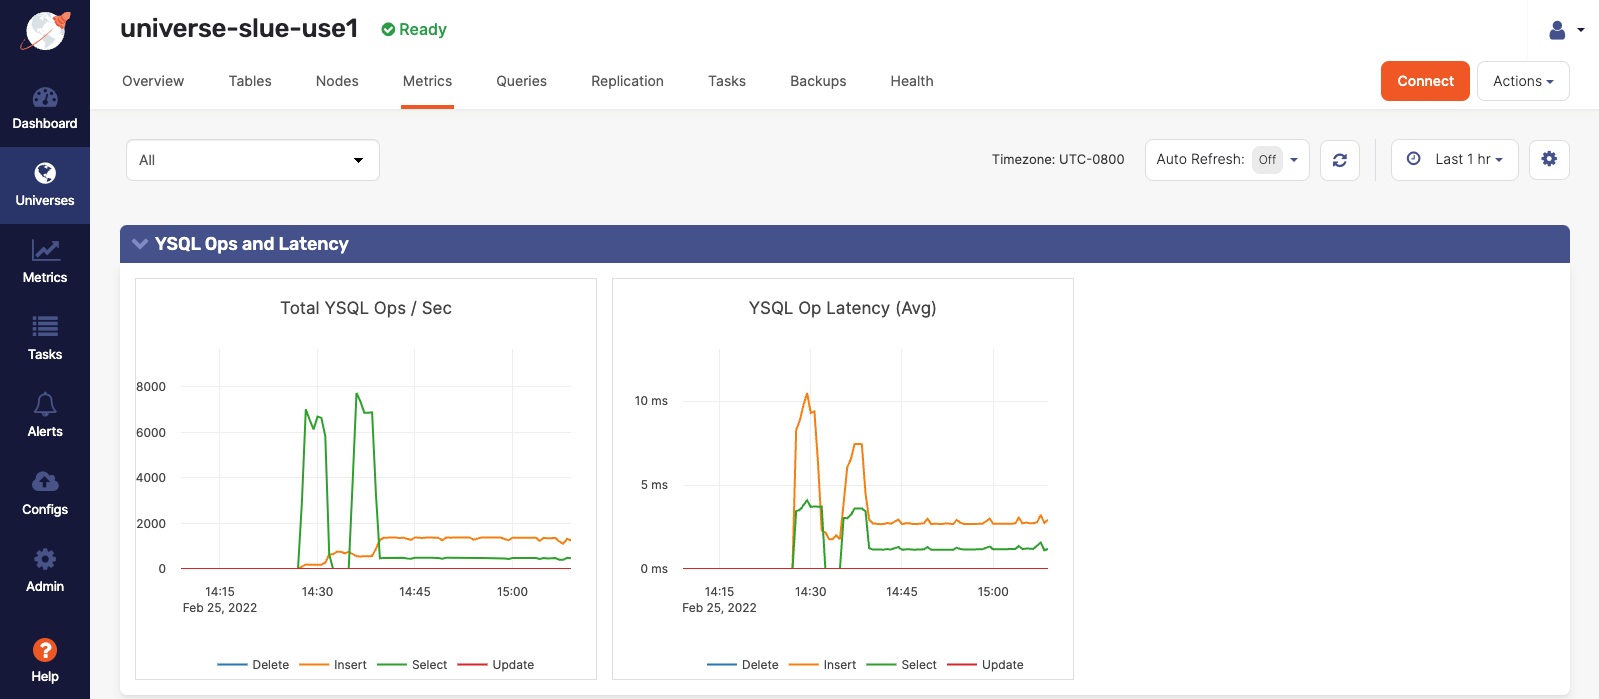 universe-slue-use1
Ready
Overview Tables Nodes Metrics Queries Replication Tasks Backups Health
Connect
Actions
Dashboard
Universes
Metrics
Tasks
Alerts
Configs
Admin
?
Help
All
Timezone: UTC-0800
Auto Refresh: Off
Last 1 hr
YSQL Ops and Latency
Total YSQL Ops / Sec
8000
6000
4000
2000
0
14:15 14:30 14:45 15:00
Feb 25, 2022
Delete Insert Select Update
YSQL Op Latency (Avg)
10 ms
5 ms
0 ms
14:15 14:30 14:45 15:00
Feb 25, 2022
Delete Insert Select Update